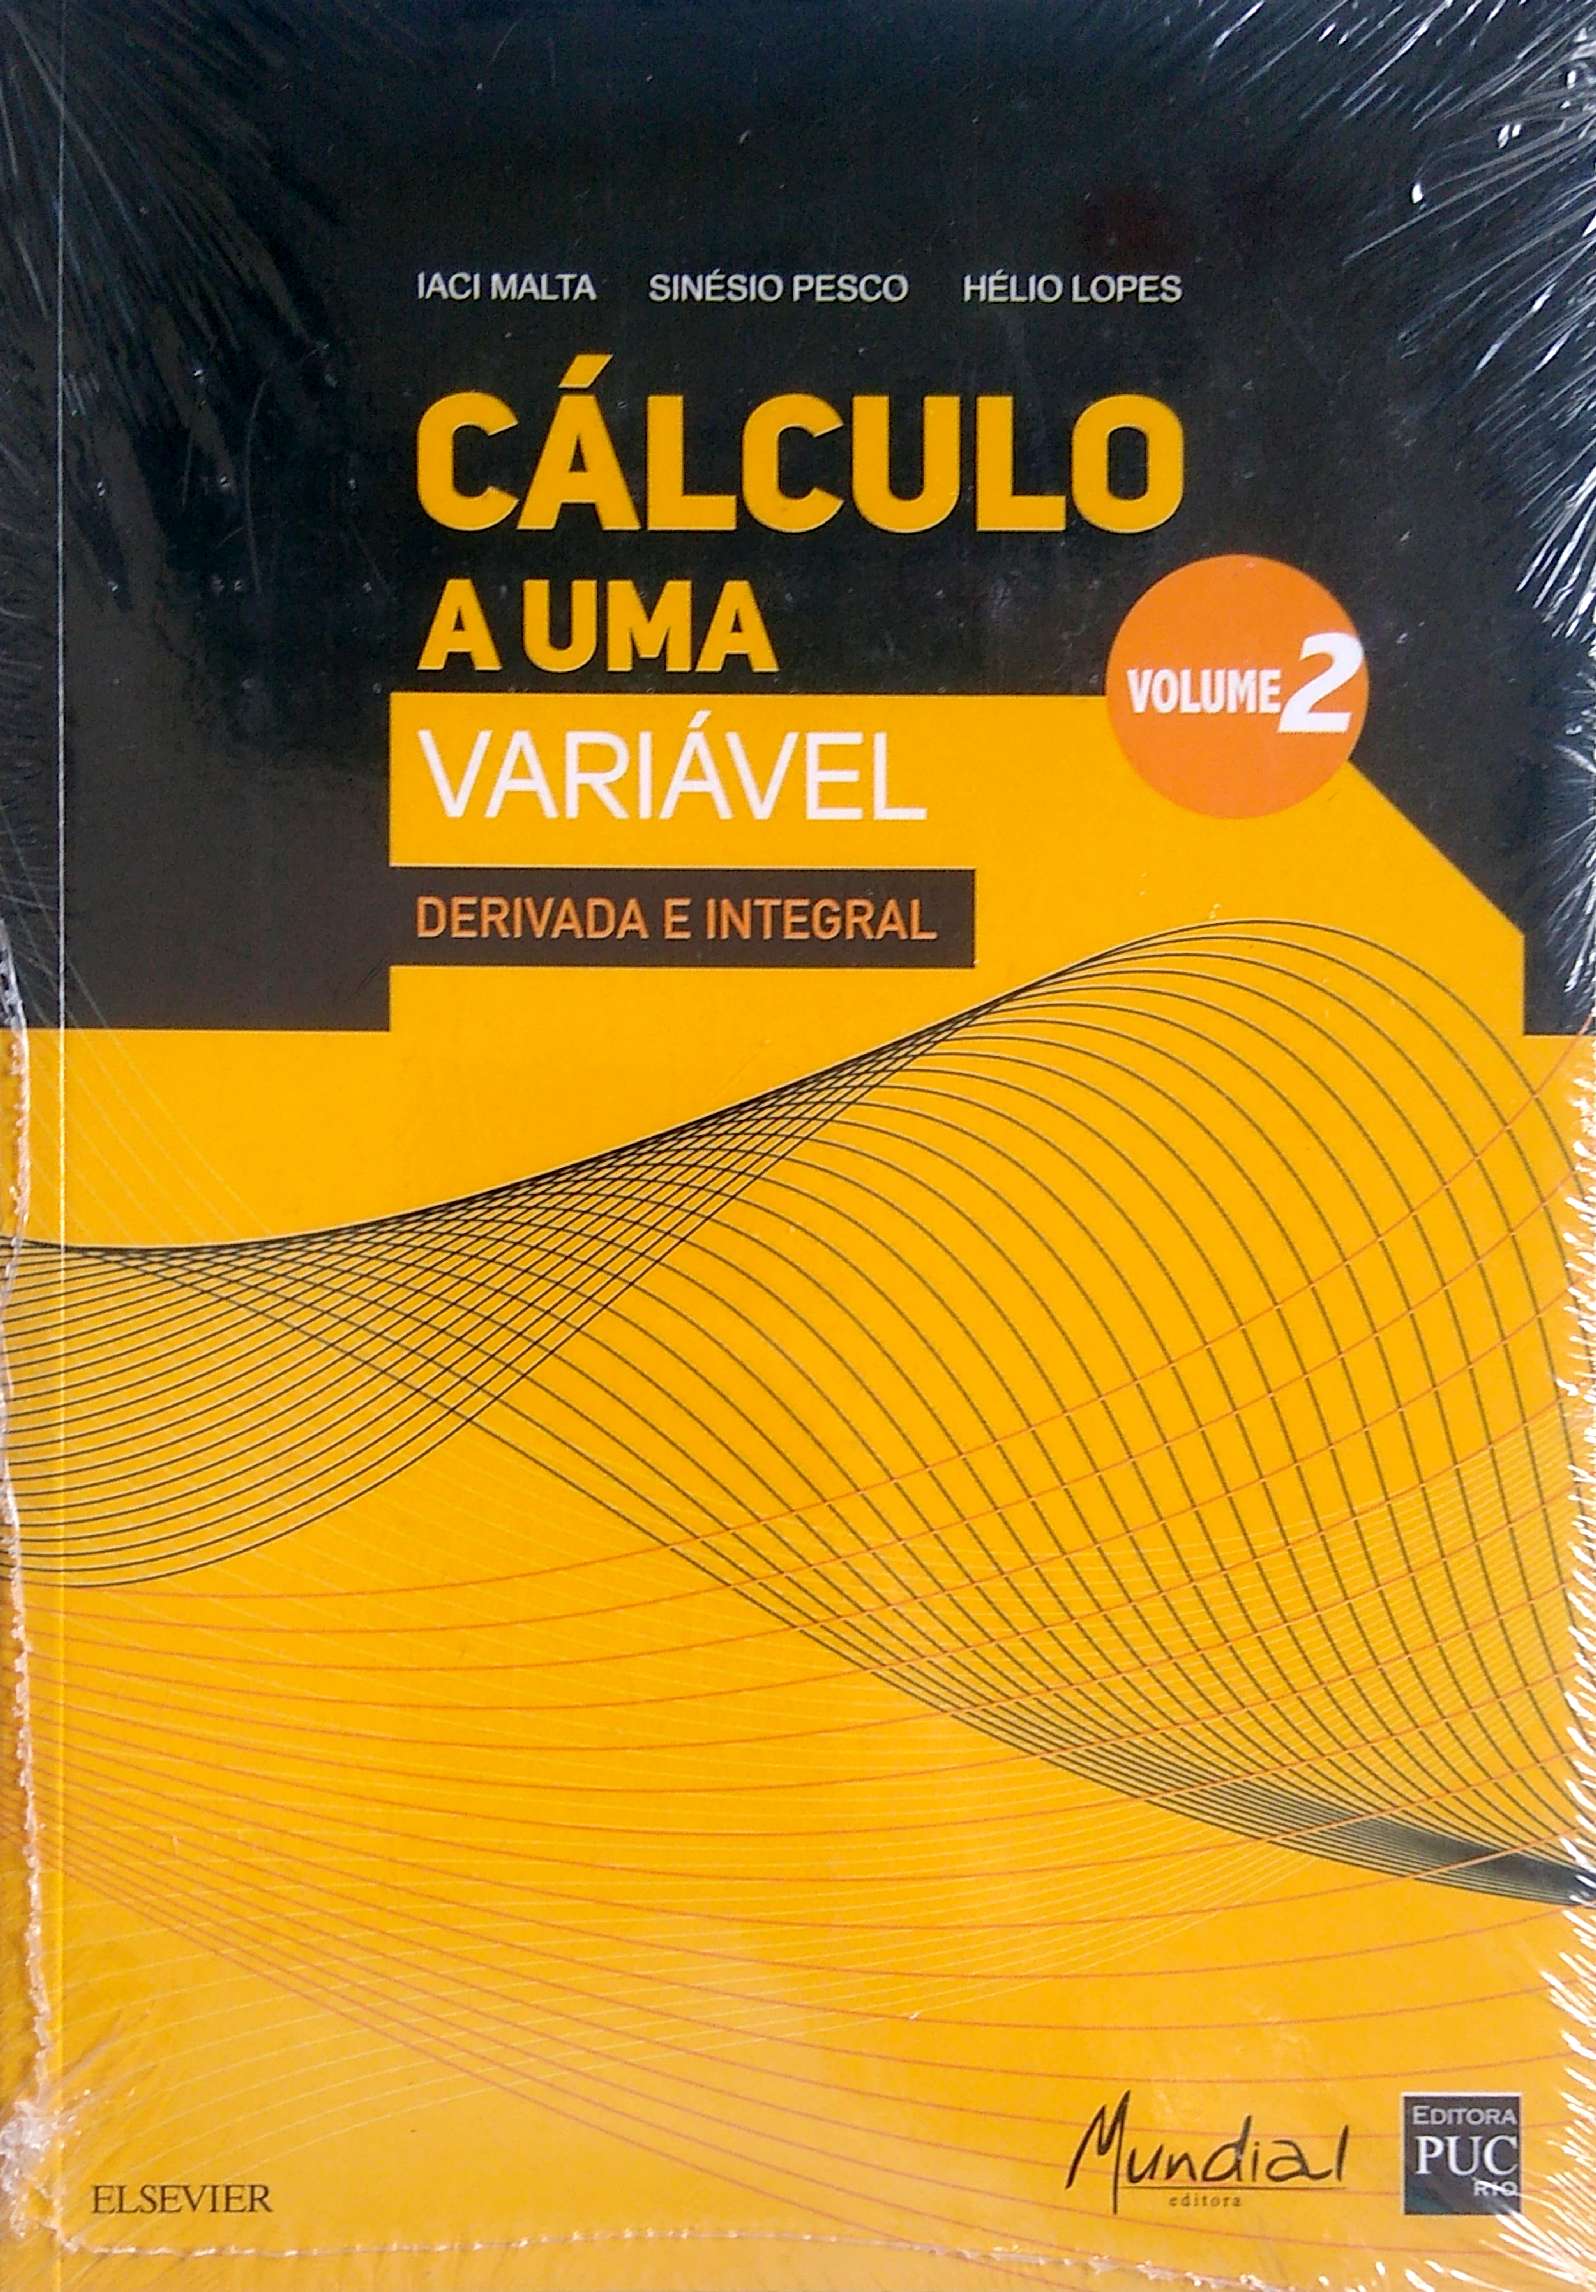 IACI MALTA SINÉSIO PESCO HÉLIO LOPES
CÁLCULO
A UMA
VARIÁVEL
VOLUME 2
DERIVADA E INTEGRAL
ELSEVIER
Mundial
editora
EDITORA
PUC
RIO